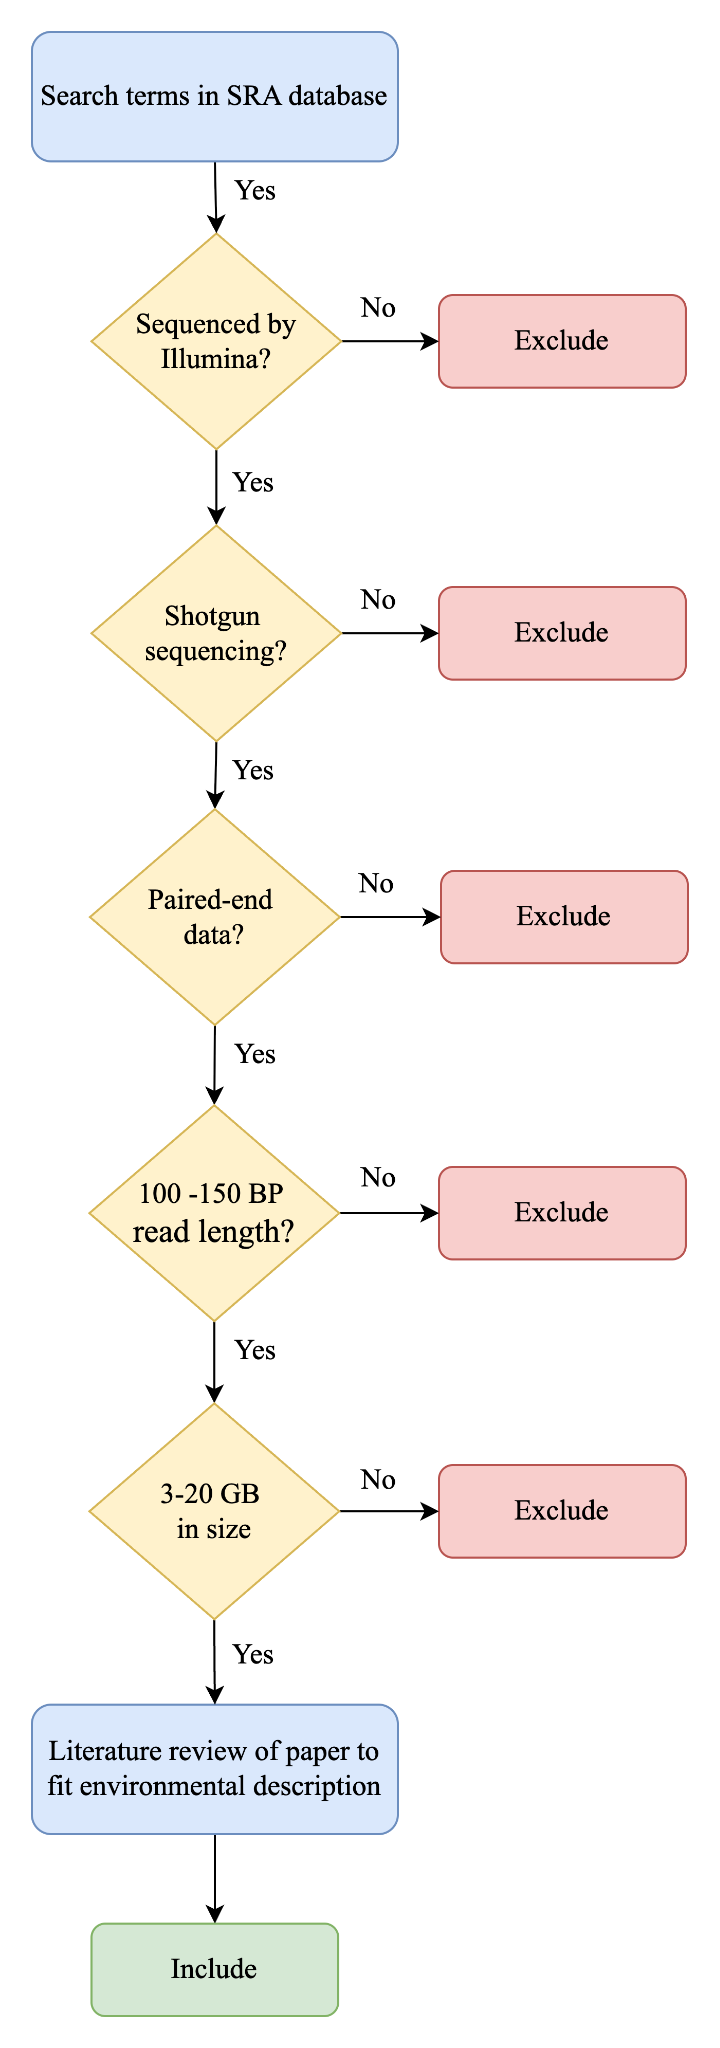 Search terms in SRA database
Yes
Sequenced by
Illumina?
No
Exclude
Yes
Shotgun
sequencing?
No
Exclude
Yes
Paired-end
data?
No
Exclude
Yes
100 -150 BP
read length?
No
Exclude
Yes
3-20 GB
in size
No
Exclude
Yes
Literature review of paper to
fit environmental description
Include